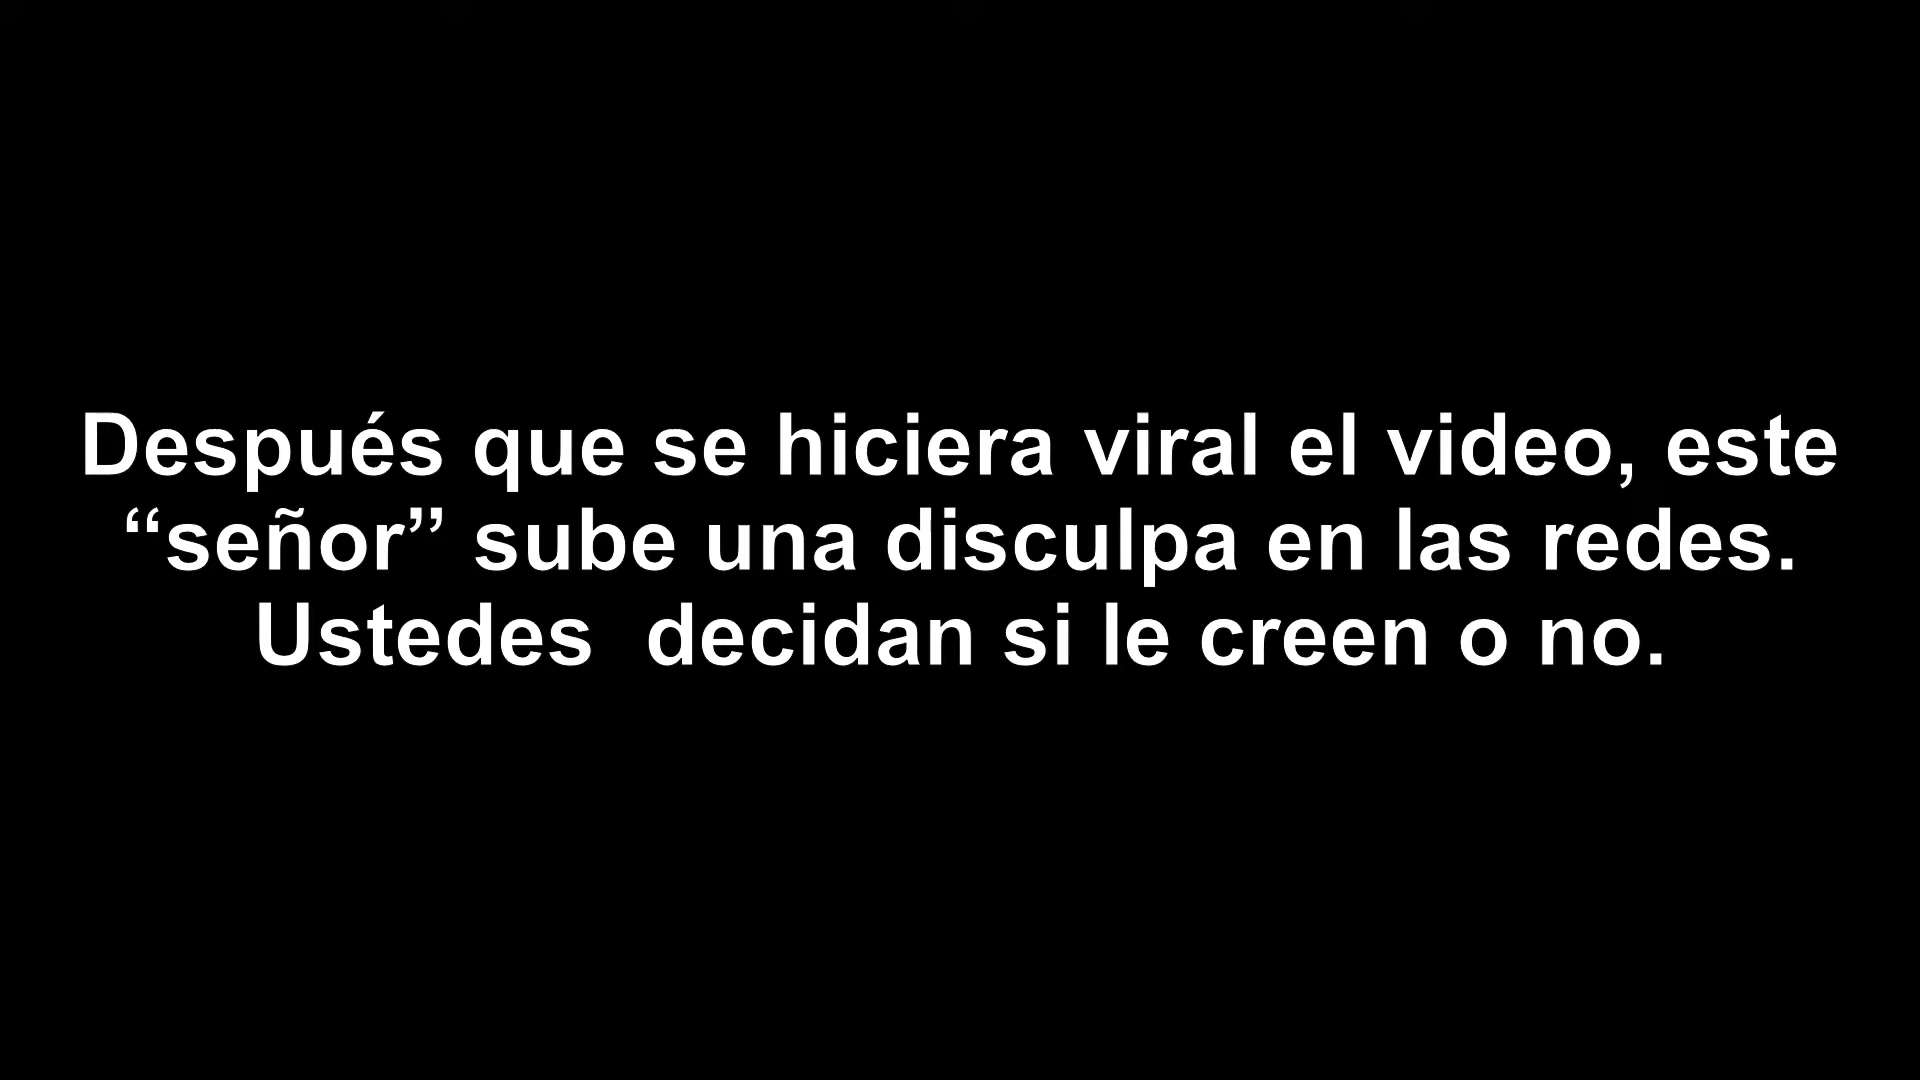 Después que se hiciera viral el video, este
“señor” sube una disculpa en las redes.
Ustedes  decidan si le creen o no.